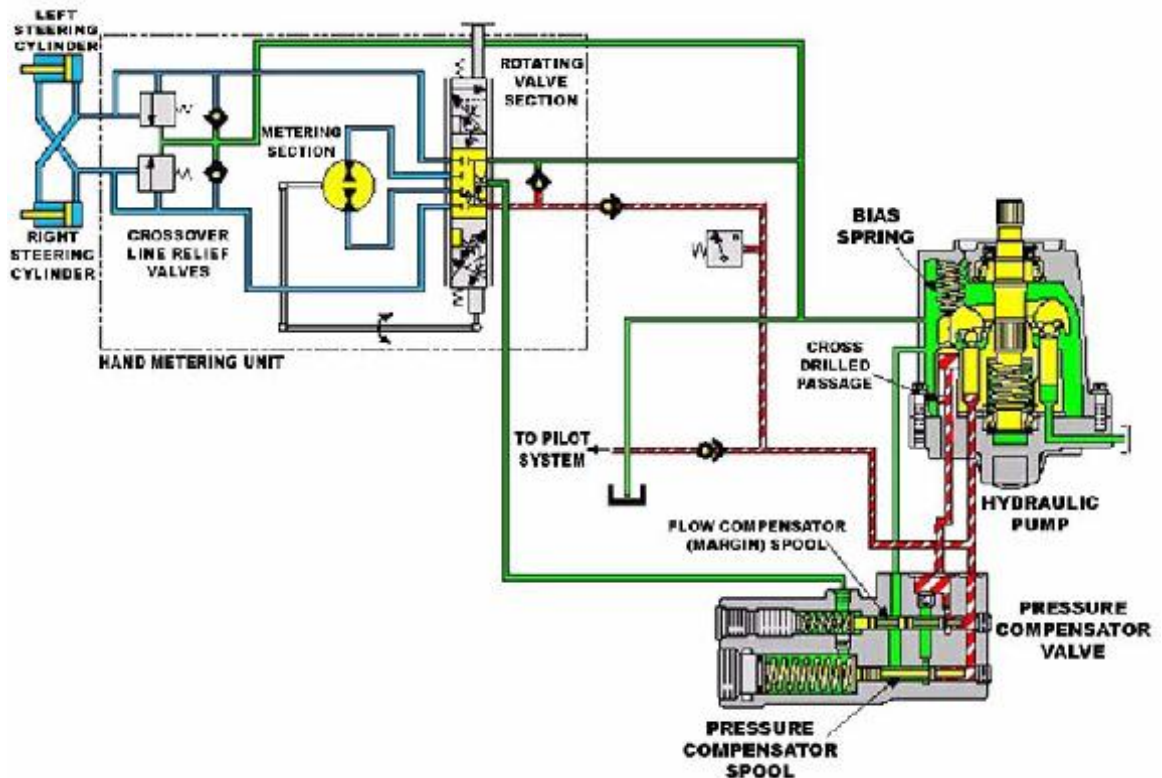 LEFT
STEERING
CYLINDER
ROTATING
VALVE
SECTION
METERING
SECTION
RIGHT
STEERING
CYLINDER
CROSSOVER
LINE RELIEF
VALVES
HAND METERING UNIT
BIAS
SPRING
CROSS
DRILLED
PASSAGE
TO PILOT
SYSTEM
HYDRAULIC
PUMP
FLOW COMPENSATOR
(MARGIN) SPOOL
PRESSURE
COMPENSATOR
VALVE
PRESSURE
COMPENSATOR
SPOOL